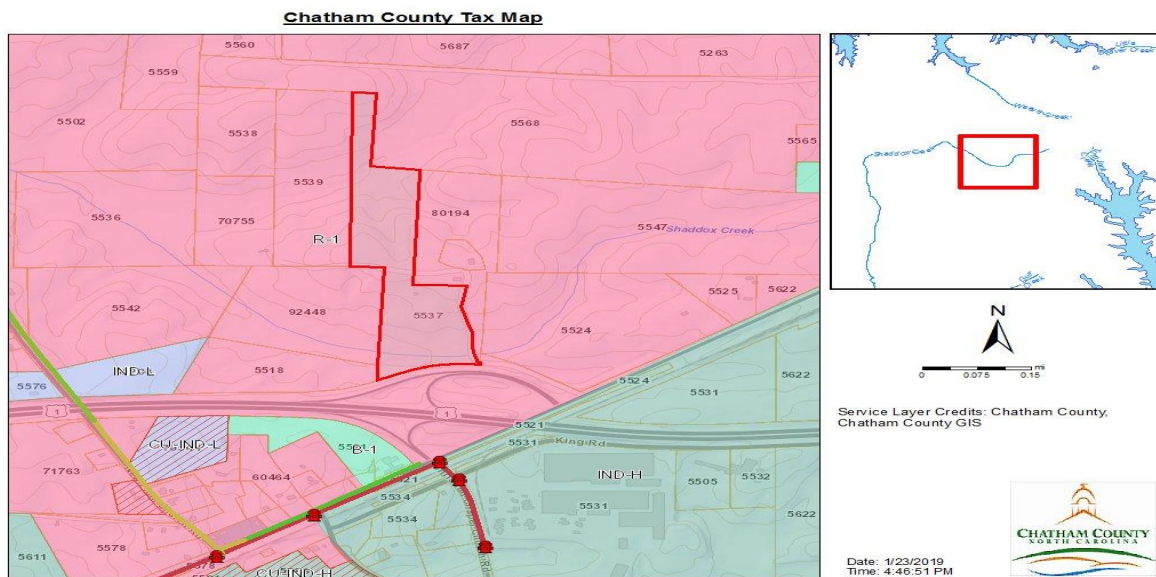 Chatham County Tax Map
5560
5687
5263
5559
5502
5568
5538
5565
5539
5536
70755
80194
5547
Shaddox Creek
R-1
5542
92448
5537
5525
5622
5524
5518
IND-L
5576
5524
5531
5622
1
1
5521
CU-IND-L
B-1
5531
King Rd
71763
60464
IND-H
5534
5505
5532
5531
5534
5622
5611
5578
CU-IND-H
Creek
Shaddox Creek
N
0
0.075
0.15
mi
Service Layer Credits: Chatham County,
Chatham County GIS
CHATHAM COUNTY
NORTH CAROLINA
Date: 1/23/2019
Time: 4:46:51 PM